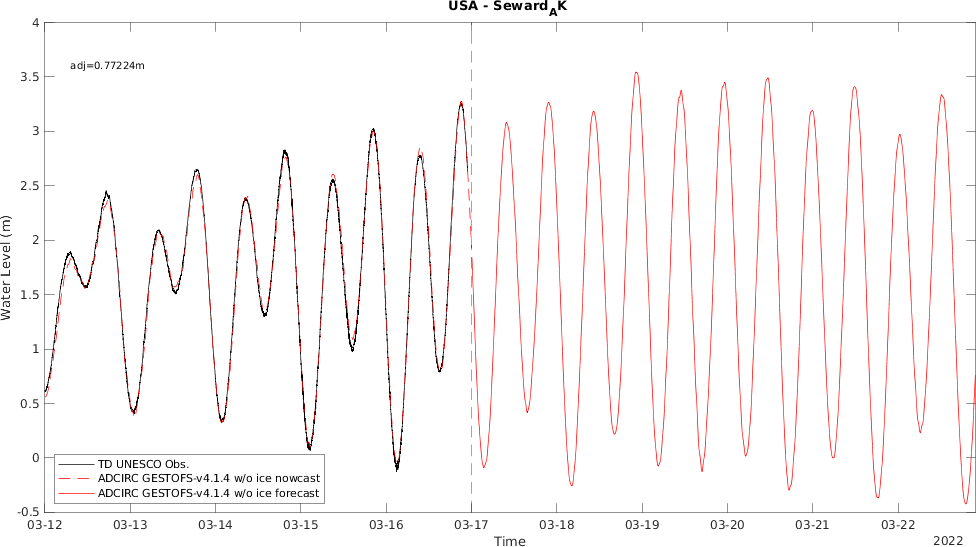 USA - Seward_AK
4
adj=0.77224m
3.5
3
2.5
2
1.5
1
0.5
0
-0.5
Water Level (m)
TD UNESCO Obs.
ADCIRC GESTOFS-v4.1.4 w/o ice nowcast
ADCIRC GESTOFS-v4.1.4 w/o ice forecast
03-12 03-13 03-14 03-15 03-16 03-17 03-18 03-19 03-20 03-21 03-22
Time
2022